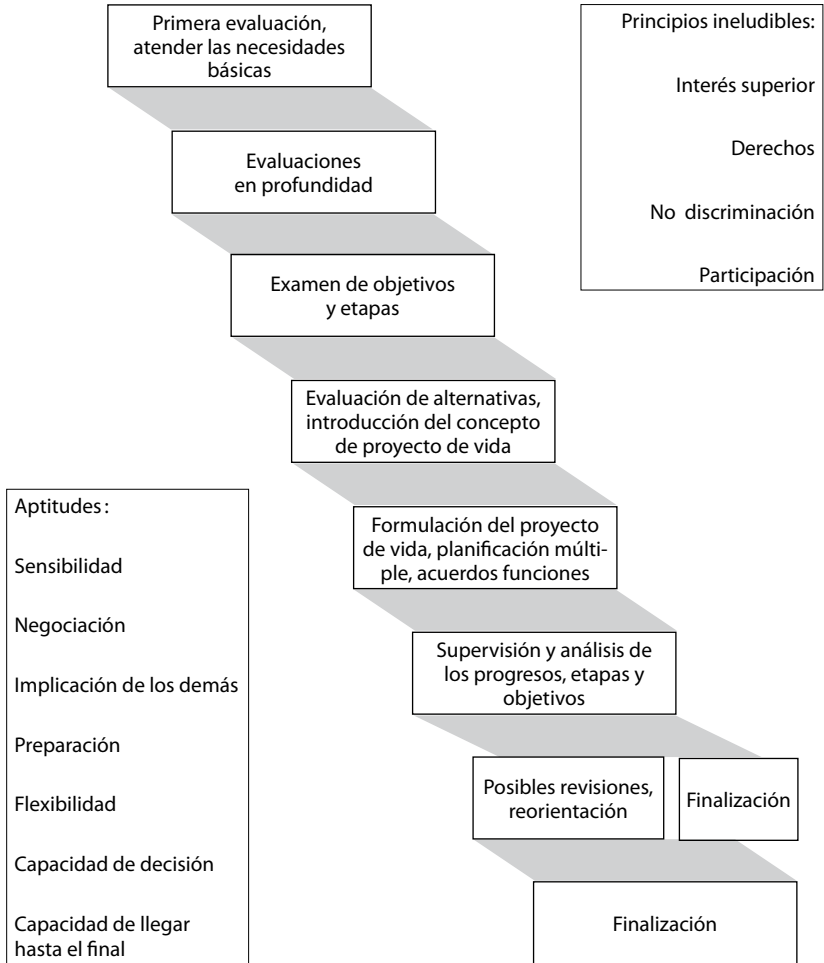 Primera evaluación,
atender las necesidades
básicas
Principios ineludibles:
Interés superior
Derechos
No discriminación
Participación
Evaluaciones
en profundidad
Examen de objetivos
y etapas
Evaluación de alternativas,
introducción del concepto
de proyecto de vida
Formulación del proyecto
de vida, planificación múlti-
ple, acuerdos funciones
Supervisión y análisis de
los progresos, etapas y
objetivos
Posibles revisiones,
reorientación
Finalización
Finalización
Aptitudes :
Sensibilidad
Negociación
Implicación de los demás
Preparación
Flexibilidad
Capacidad de decisión
Capacidad de llegar
hasta el final